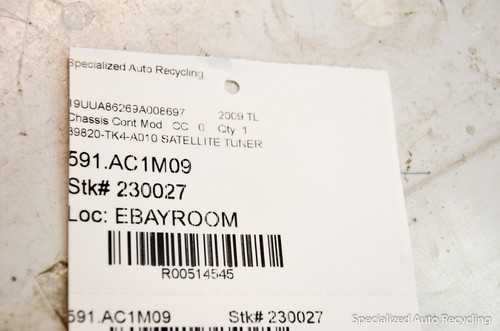 Specialized Auto Recycling,
19UUA86269A008697 2009 TL
Chassis Cont Mod CC 0 Qty 1
39820-TK4-A010 SATELLITE TUNER
591.AC1M09
Stk# 230027
Loc: EBAYROOM
R00514545
591.AC1M09 Stk# 230027
Specialized Auto Recycling